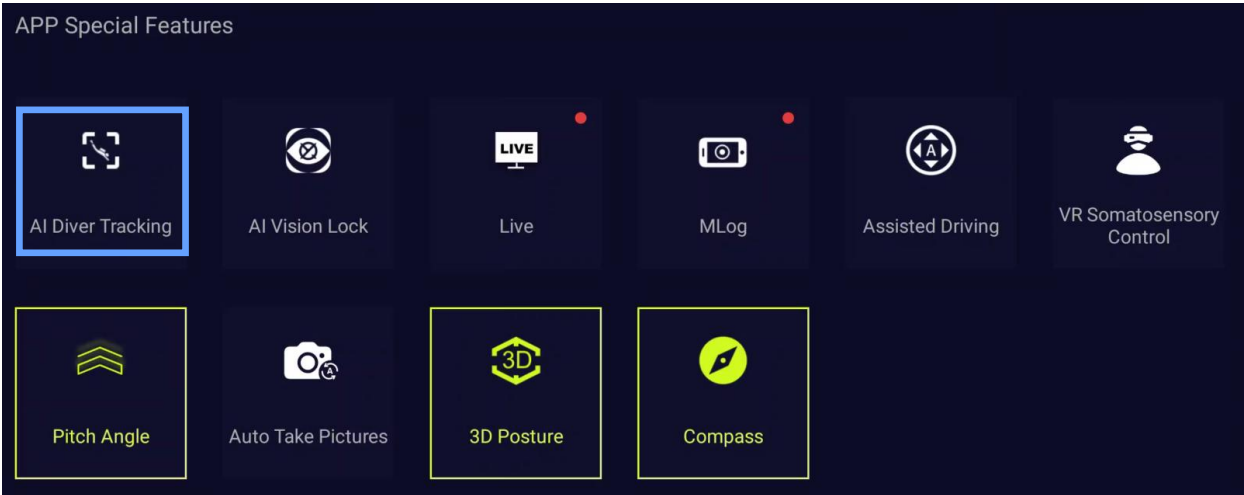 APP Special Features
LIVE
A
AI Diver Tracking
AI Vision Lock
Live
MLog
Assisted Driving
VR Somatosensory
Control
3D
A
Pitch Angle
Auto Take Pictures
3D Posture
Compass